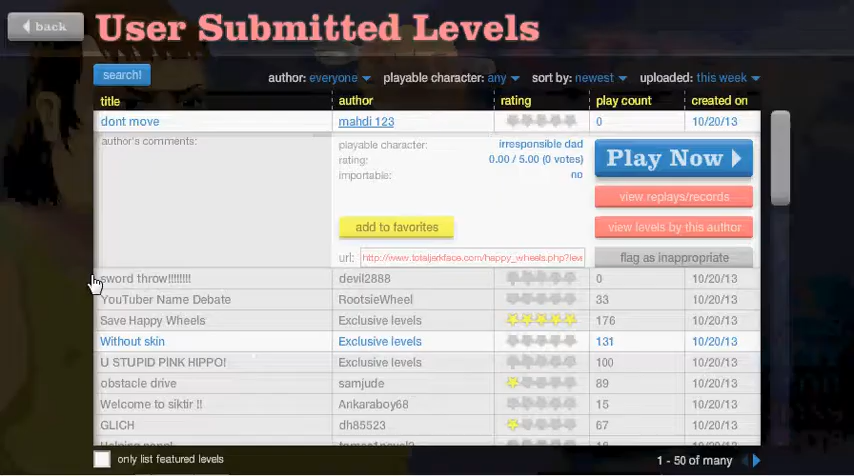 back
User Submitted Levels
search!
author: everyone playable character: any sort by: newest uploaded: this week
title author rating play count created on
dont move mahdi 123 0 10/20/13
author's comments:
playable character: irresponsible dad
rating: 0.00 / 5.00 (0 votes)
importable: no
Play Now
view replays/records
add to favorites
view levels by this author
url: http://www.totaljerkface.com/happy_wheels.php?leve
flag as inappropriate
sword throw!!!!!!!! devil2888 0 10/20/13
YouTuber Name Debate RootsieWheel 33 10/20/13
Save Happy Wheels Exclusive levels 176 10/20/13
Without skin Exclusive levels 131 10/20/13
U STUPID PINK HIPPO! Exclusive levels 100 10/20/13
obstacle drive samjude 89 10/20/13
Welcome to siktir !! Ankaraboy68 15 10/20/13
GLICH dh85523 67 10/20/13
only list featured levels
1 - 50 of many